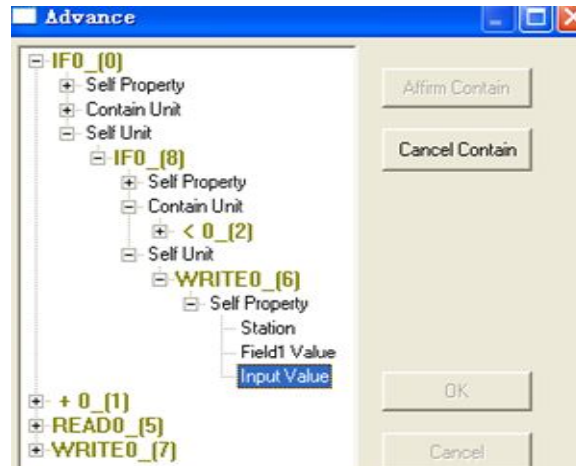 Advance
IF0_(0)
Self Property
Contain Unit
Self Unit
IF0_(8)
Self Property
Contain Unit
< 0_(2)
Self Unit
WRITE0_(6)
Self Property
Station
Field1 Value
Input Value
+ 0_(1)
READ0_(5)
WRITE0_(7)
Affirm Contain
Cancel Contain
OK
Cancel